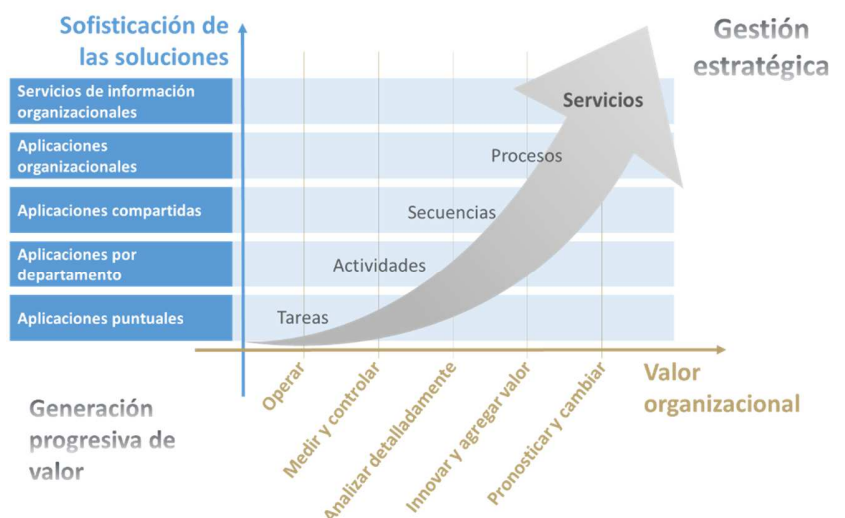 Sofisticación de
las soluciones
Gestión
estratégica
Servicios de información
organizacionales
Servicios
Aplicaciones
organizacionales
Procesos
Aplicaciones compartidas
Secuencias
Aplicaciones por
departamento
Actividades
Aplicaciones puntuales
Tareas
Operar
Medir y controlar
Analizar detalladamente
Innovar y agregar valor
Pronosticar y cambiar
Valor
organizacional
Generación
progresiva de
valor